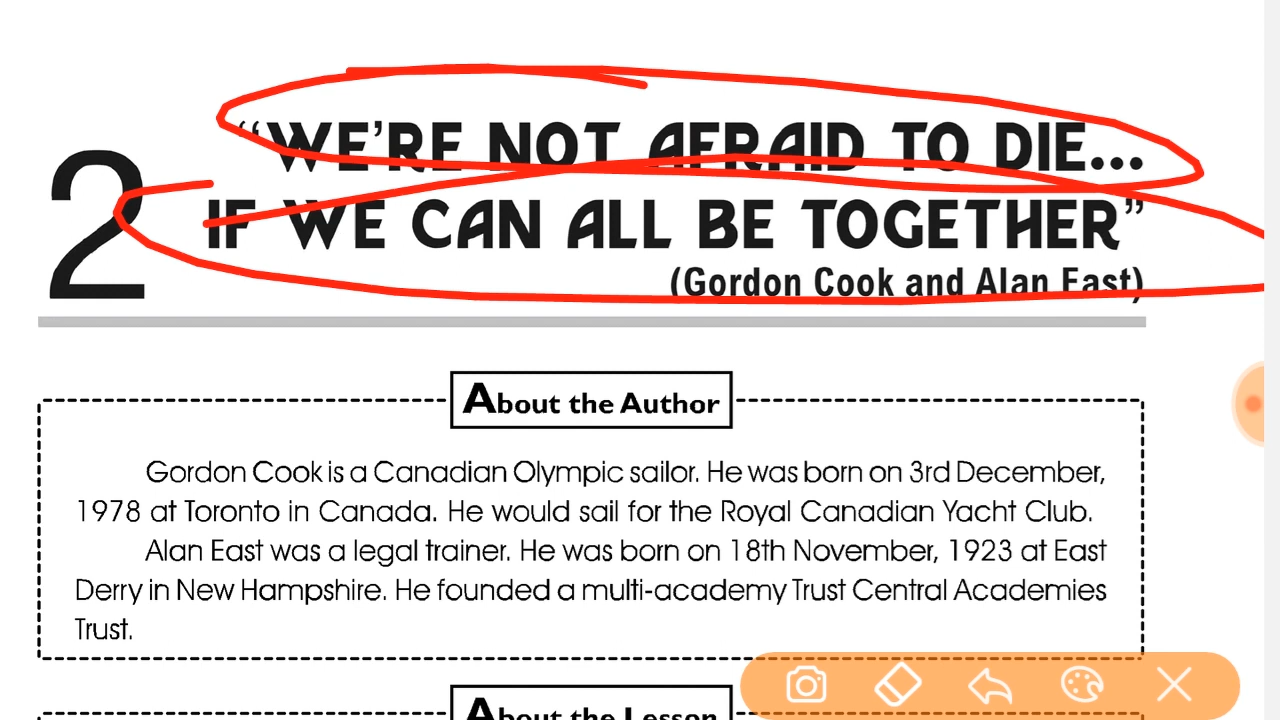 2
“WE’RE NOT AFRAID TO DIE...
IF WE CAN ALL BE TOGETHER”
(Gordon Cook and Alan East)
About the Author
Gordon Cook is a Canadian Olympic sailor. He was born on 3rd December,
1978 at Toronto in Canada. He would sail for the Royal Canadian Yacht Club.
Alan East was a legal trainer. He was born on 18th November, 1923 at East
Derry in New Hampshire. He founded a multi-academy Trust Central Academies
Trust.
About the Lesson